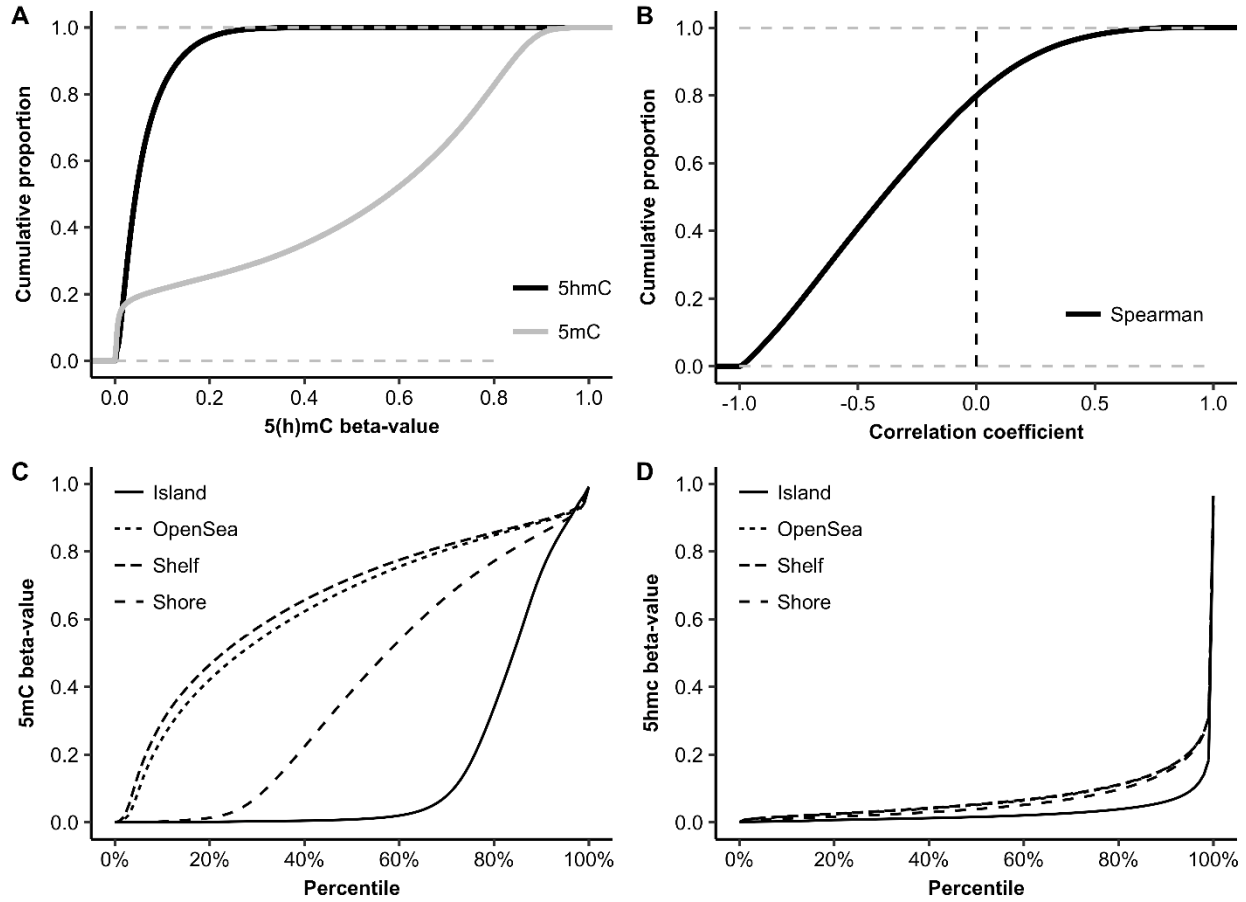 A
1.0
0.8
0.6
0.4
0.2
0.0
Cumulative proportion
5hmC
5mC
0.0 0.2 0.4 0.6 0.8 1.0
5(h)mC beta-value
B
1.0
0.8
0.6
0.4
0.2
0.0
Cumulative proportion
Spearman
-1.0 -0.5 0.0 0.5 1.0
Correlation coefficient
C
1.0
0.8
0.6
0.4
0.2
0.0
5mC beta-value
Island
OpenSea
Shelf
Shore
0% 20% 40% 60% 80% 100%
Percentile
D
1.0
0.8
0.6
0.4
0.2
0.0
5hmc beta-value
Island
OpenSea
Shelf
Shore
0% 20% 40% 60% 80% 100%
Percentile